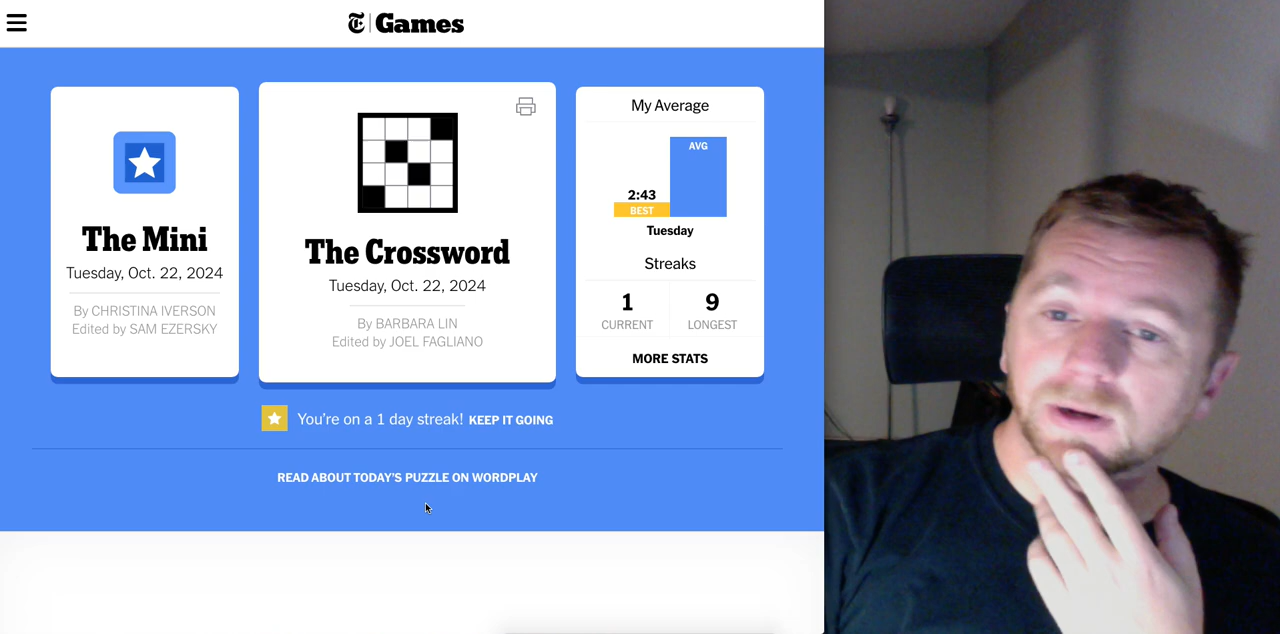 Games
The Mini
Tuesday, Oct. 22, 2024
By CHRISTINA IVERSON
Edited by SAM EZERSKY
The Crossword
Tuesday, Oct. 22, 2024
By BARBARA LIN
Edited by JOEL FAGLIANO
My Average
AVG
2:43
BEST
Tuesday
Streaks
1
CURRENT
9
LONGEST
MORE STATS
You're on a 1 day streak! KEEP IT GOING
READ ABOUT TODAY'S PUZZLE ON WORDPLAY